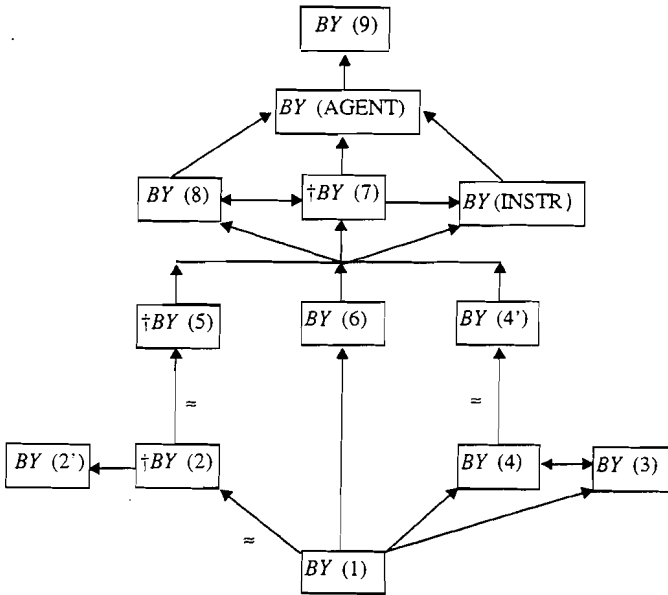 BY (9)
BY (AGENT)
BY (8)
†BY (7)
BY (INSTR)
†BY (5)
BY (6)
BY (4')
≈
≈
BY (2')
†BY (2)
BY (4)
BY (3)
≈
BY (1)